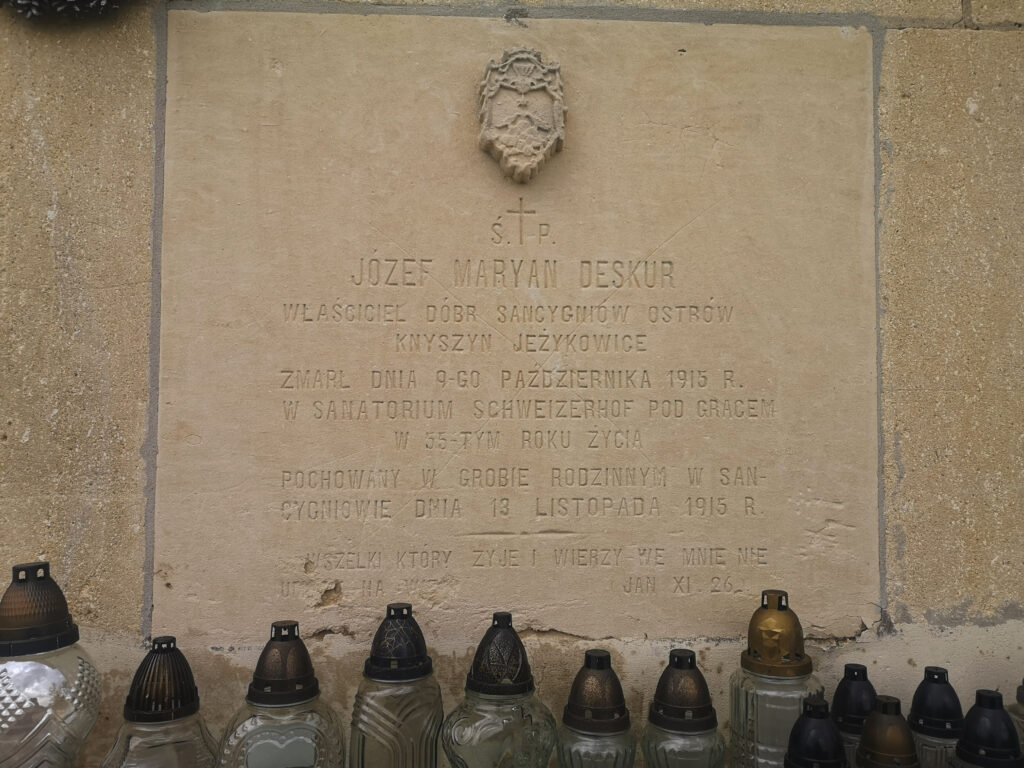 Ś. P.
JÓZEF MARYAN DESKUR
WŁAŚCICIEL DÓBR SANCYGNIÓW OSTRÓW
KNYSZYN JEŻYKOWICE
ZMARŁ DNIA 9-GO PAŹDZIERNIKA 1915 R.
W SANATORIUM SCHWEIZERHOF POD GRACEM
W 55-TYM ROKU ŻYCIA
POCHOWANY W GROBIE RODZINNYM W SAN-
CYGNIOWIE DNIA 13 LISTOPADA 1915 R.
WSZELKI KTÓRY ŻYJE I WIERZY WE MNIE NIE
NA JAN XI. 26.